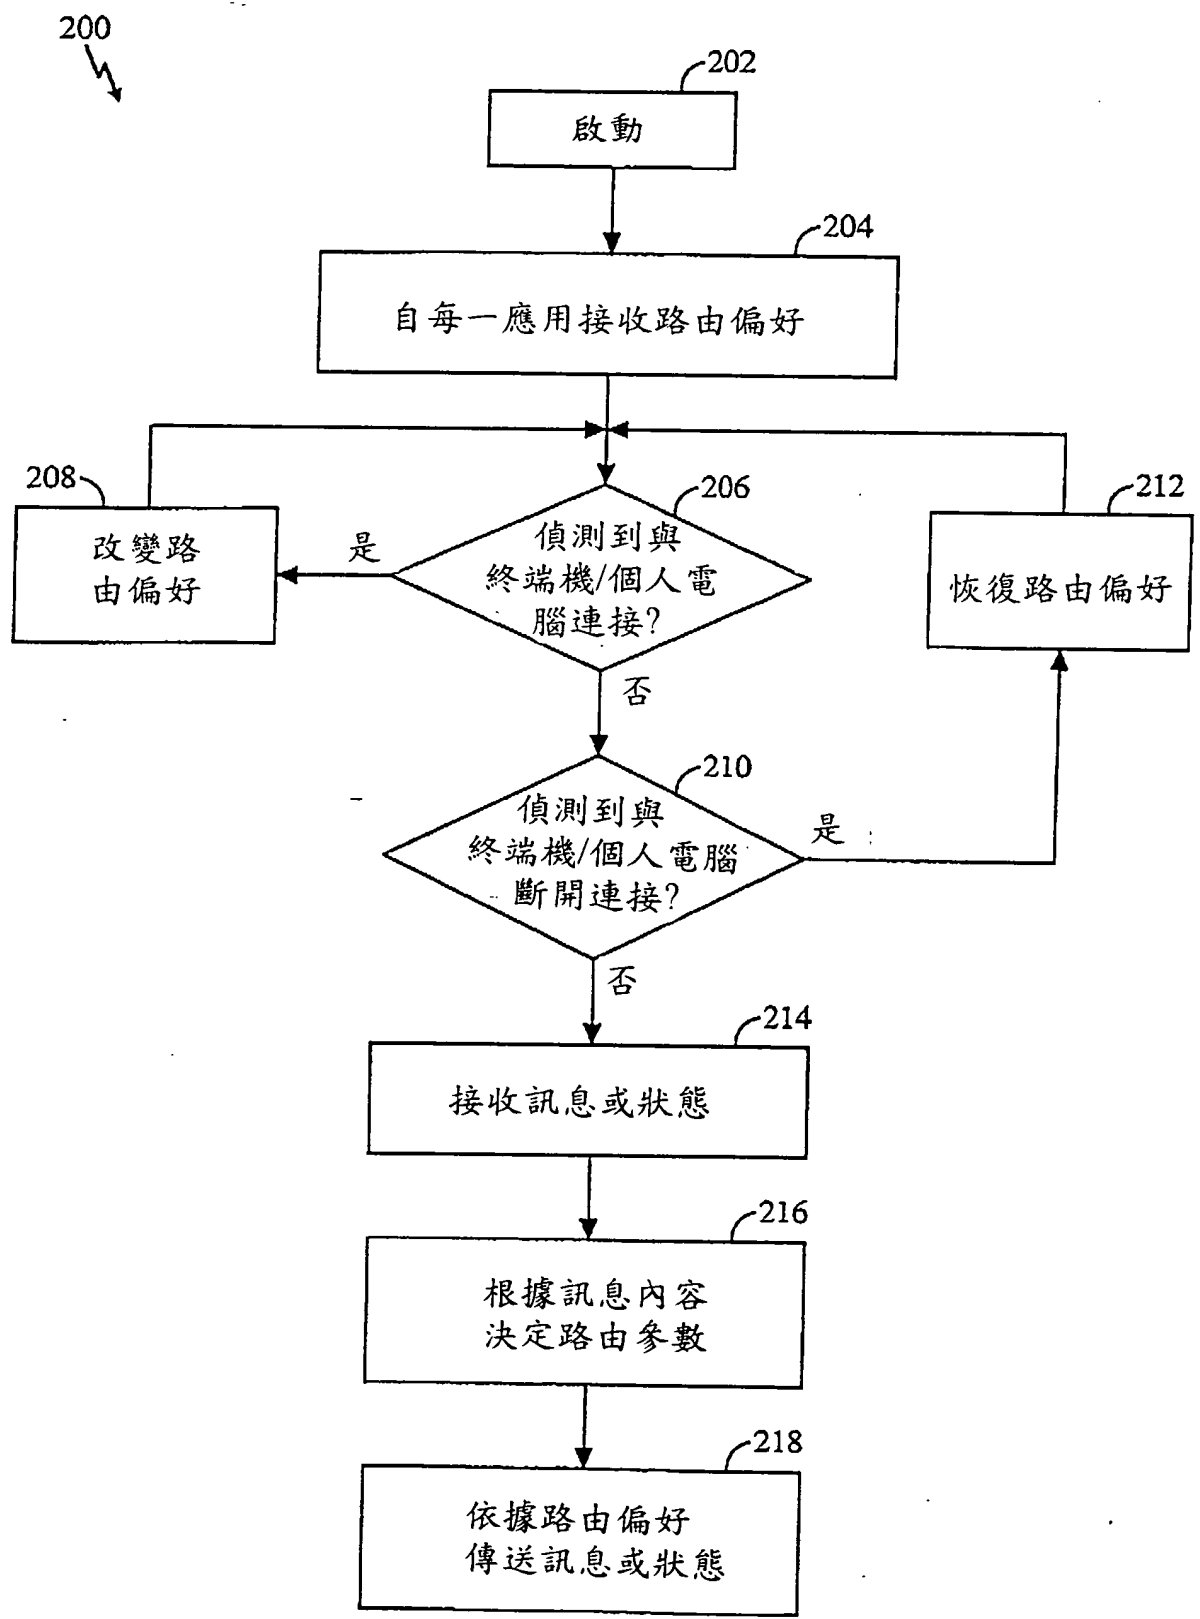 200
202
啟動
204
自每一應用接收路由偏好
208
改變路
由偏好
是
206
偵測到與
終端機/個人電
腦連接?
212
恢復路由偏好
否
210
偵測到與
終端機/個人電腦
斷開連接?
是
否
214
接收訊息或狀態
216
根據訊息內容
決定路由參數
218
依據路由偏好
傳送訊息或狀態